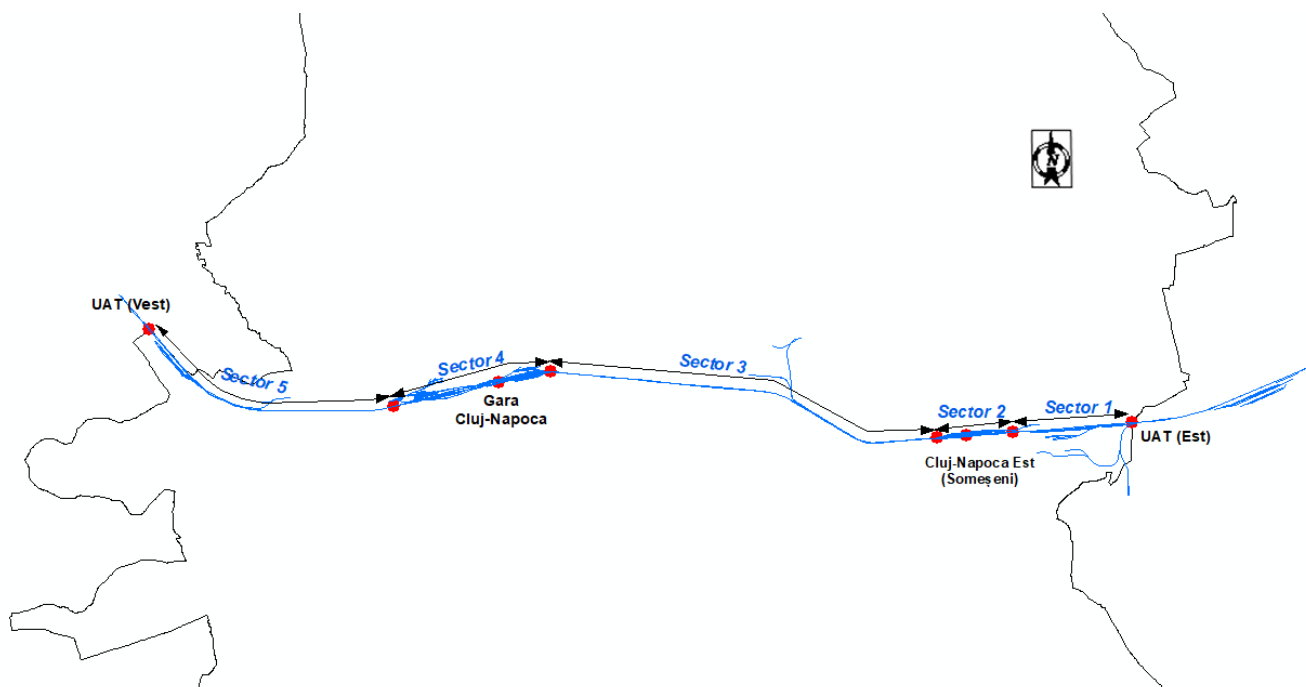 N
UAT (Vest)
Sector 5
Sector 4
Gara
Cluj-Napoca
Sector 3
Sector 2
Sector 1
UAT (Est)
Cluj-Napoca Est
(Someșeni)